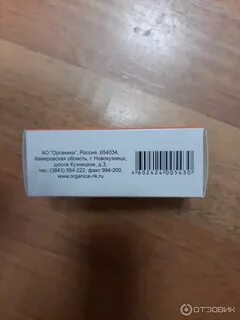 АО "Органика", Россия, 654034,
Кемеровская область, г. Новокузнецк,
шоссе Кузнецкое, д.3,
тел. (3843) 994-222, факс 994-200.
www.organica-nk.ru
4602424005430
ОТЗОВИК